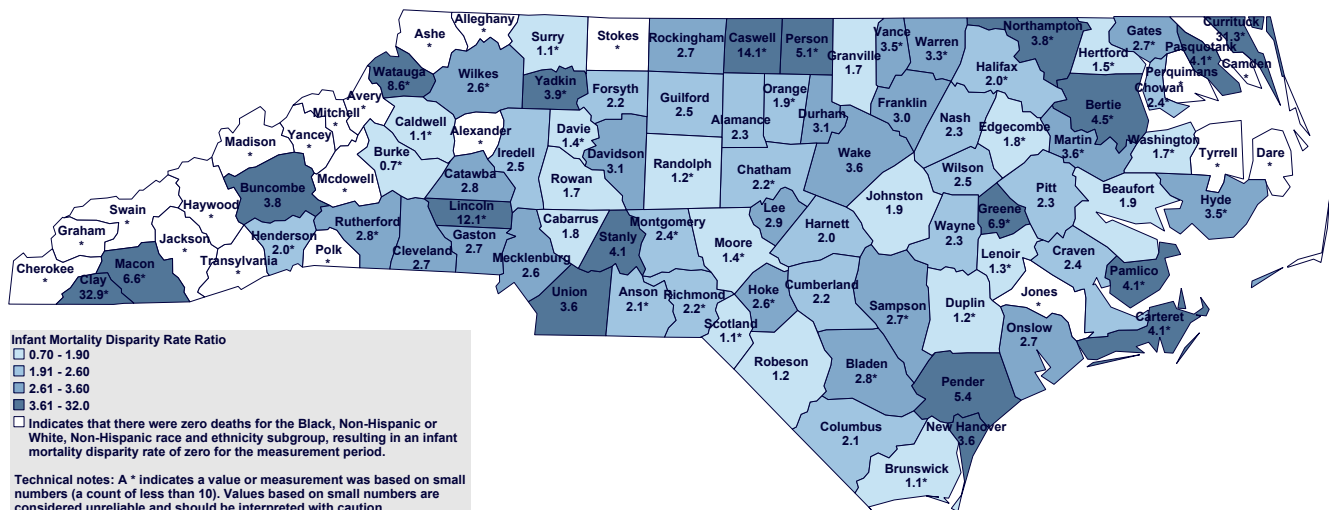 Ashe
*
Alleghany
*
Surry
1.1*
Stokes
*
Rockingham
2.7
Caswell
14.1*
Person
5.1*
Granville
1.7
Vance
3.5*
Warren
3.3*
Northampton
3.8*
Halifax
2.0*
Hertford
1.5*
Gates
2.7*
Currituck
31.3*
Pasquotank
4.1*
Camden
*
Perquimans
*
Chowan
2.4*
Bertie
4.5*
Watauga
8.6*
Wilkes
2.6*
Yadkin
3.9*
Forsyth
2.2
Guilford
2.5
Alamance
2.3
Orange
1.9*
Durham
3.1
Franklin
3.0
Nash
2.3
Edgecombe
1.8*
Martin
3.6*
Washington
1.7*
Tyrrell
*
Dare
*
Avery
*
Mitchell
*
Yancey
*
Madison
*
Caldwell
1.1*
Alexander
*
Iredell
2.5
Davie
1.4*
Davidson
3.1
Randolph
1.2*
Chatham
2.2*
Wake
3.6
Wilson
2.5
Pitt
2.3
Beaufort
1.9
Hyde
3.5*
Burke
0.7*
Mcdowell
*
Buncombe
3.8
Haywood
*
Swain
*
Graham
*
Cherokee
*
Clay
32.9*
Macon
6.6*
Jackson
*
Transylvania
*
Henderson
2.0*
Polk
*
Rutherford
2.8*
Cleveland
2.7
Catawba
2.8
Lincoln
12.1*
Gaston
2.7
Rowan
1.7
Cabarrus
1.8
Mecklenburg
2.6
Stanly
4.1
Montgomery
2.4*
Moore
1.4*
Lee
2.9
Harnett
2.0
Johnston
1.9
Wayne
2.3
Greene
6.9*
Lenoir
1.3*
Craven
2.4
Pamlico
4.1*
Jones
*
Carteret
4.1*
Onslow
2.7
Union
3.6
Anson
2.1*
Richmond
2.2*
Scotland
1.1*
Hoke
2.6*
Cumberland
2.2
Sampson
2.7*
Duplin
1.2*
Robeson
1.2
Bladen
2.8*
Pender
5.4
New Hanover
3.6
Columbus
2.1
Brunswick
1.1*
Infant Mortality Disparity Rate Ratio
0.70 - 1.90
1.91 - 2.60
2.61 - 3.60
3.61 - 32.0
Indicates that there were zero deaths for the Black, Non-Hispanic or
White, Non-Hispanic race and ethnicity subgroup, resulting in an infant
mortality disparity rate of zero for the measurement period.
Technical notes: A * indicates a value or measurement was based on small
numbers (a count of less than 10). Values based on small numbers are
considered unreliable and should be interpreted with caution